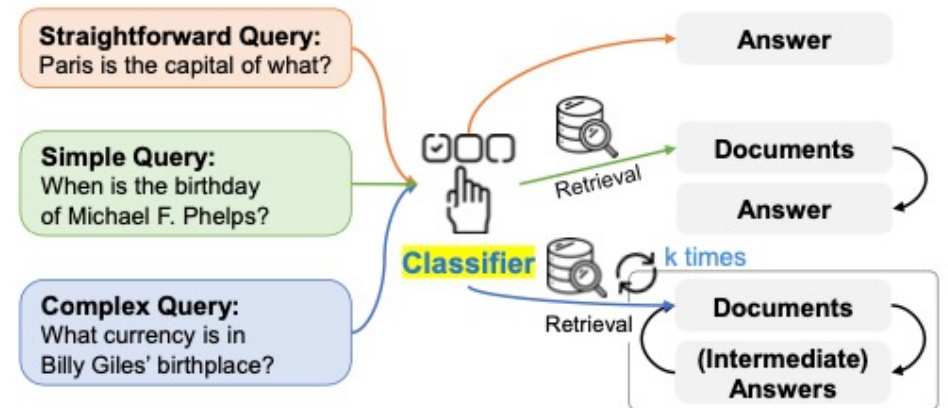 Straightforward Query:
Paris is the capital of what?
Simple Query:
When is the birthday
of Michael F. Phelps?
Complex Query:
What currency is in
Billy Giles’ birthplace?
Classifier
Answer
Retrieval
Documents
Answer
Retrieval
k times
Documents
(Intermediate)
Answers